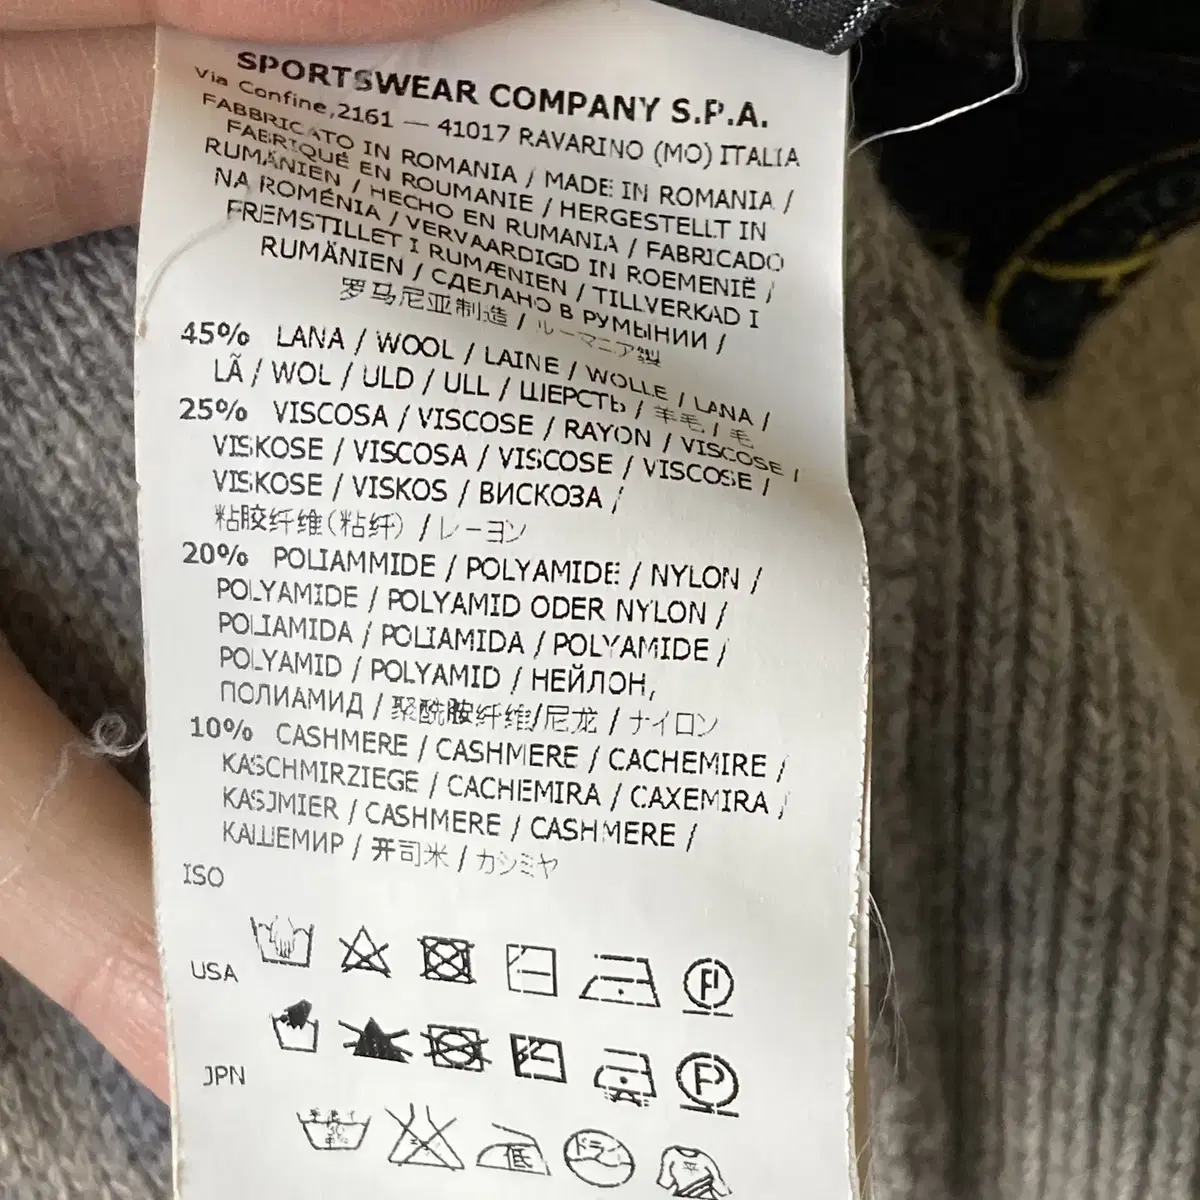 SPORTSWEAR COMPANY S.P.A.
Via Confine,2161 — 41017 RAVARINO (MO) ITALIA
FABBRICATO IN ROMANIA / MADE IN ROMANIA /
FABRIQUÉ EN ROUMANIE / HERGESTELLT IN
RUMÄNIEN / HECHO EN RUMANIA / FABRICADO
NA ROMÉNIA / VERVAARDIGD IN ROEMENIË /
FREMSTILLET I RUMÆNIEN / TILLVERKAD I
RUMÄNIEN / СДЕЛАНО В РУМЫНИИ /
罗马尼亚制造 / ルーマニア製
45% LANA / WOOL / LAINE / WOLLE / LANA /
LÃ / WOL / ULD / ULL / ШЕРСТЬ / 羊毛 / 毛
25% VISCOSA / VISCOSE / RAYON / VISCOSE /
VISKOSE / VISCOSA / VISCOSE / VISCOSE /
VISKOSE / VISKOS / ВИСКОЗА /
粘胶纤维(粘纤) / レーヨン
20% POLIAMMIDE / POLYAMIDE / NYLON /
POLYAMIDE / POLYAMID ODER NYLON /
POLIAMIDA / POLIAMIDA / POLYAMIDE /
POLYAMID / POLYAMID / НЕЙЛОН,
ПОЛИАМИД / 聚酰胺纤维/尼龙 / ナイロン
10% CASHMERE / CASHMERE / CACHEMIRE /
KASCHMIRZIEGE / CACHEMIRA / CAXEMIRA /
KASJMIER / CASHMERE / CASHMERE /
КАШЕМИР / 开司米 / カシミヤ
ISO
P
USA
P
JPN
低 ドライ 平